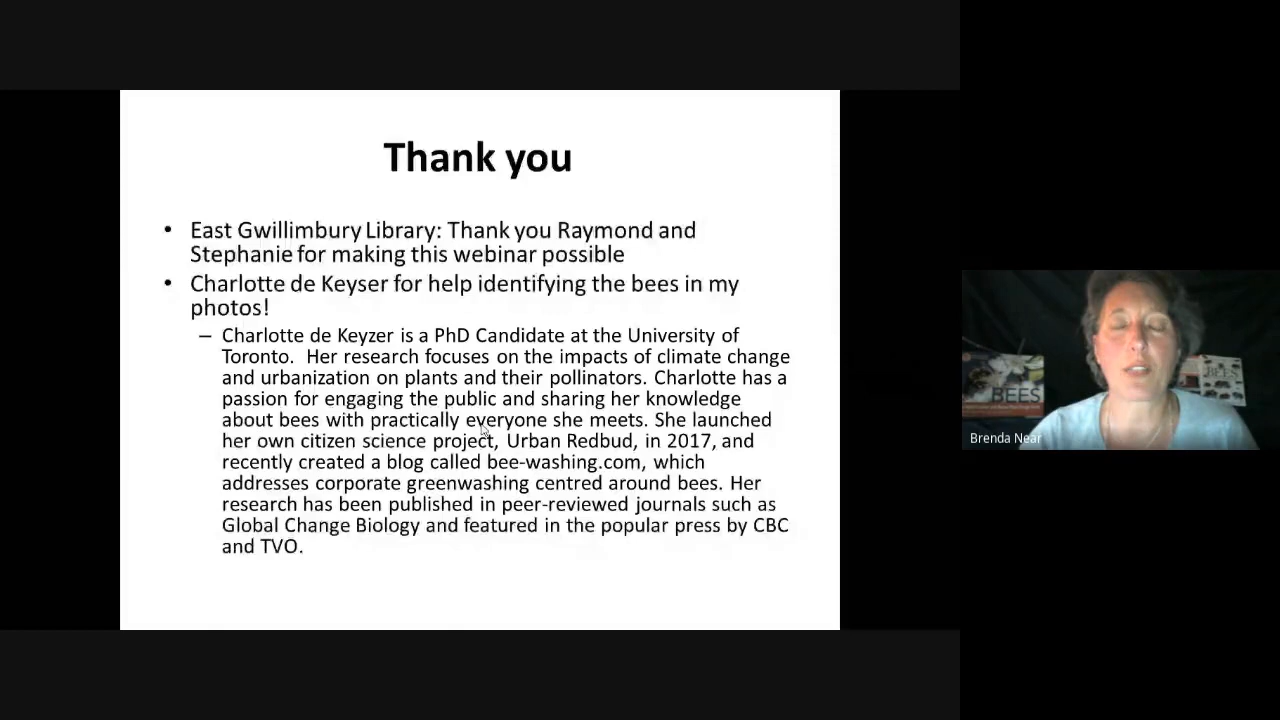 Thank you
• East Gwillimbury Library: Thank you Raymond and
Stephanie for making this webinar possible
• Charlotte de Keyser for help identifying the bees in my
photos!
– Charlotte de Keyzer is a PhD Candidate at the University of
Toronto.  Her research focuses on the impacts of climate change
and urbanization on plants and their pollinators. Charlotte has a
passion for engaging the public and sharing her knowledge
about bees with practically everyone she meets. She launched
her own citizen science project, Urban Redbud, in 2017, and
recently created a blog called bee-washing.com, which
addresses corporate greenwashing centred around bees. Her
research has been published in peer-reviewed journals such as
Global Change Biology and featured in the popular press by CBC
and TVO.
BEES
BEES
Brenda Near